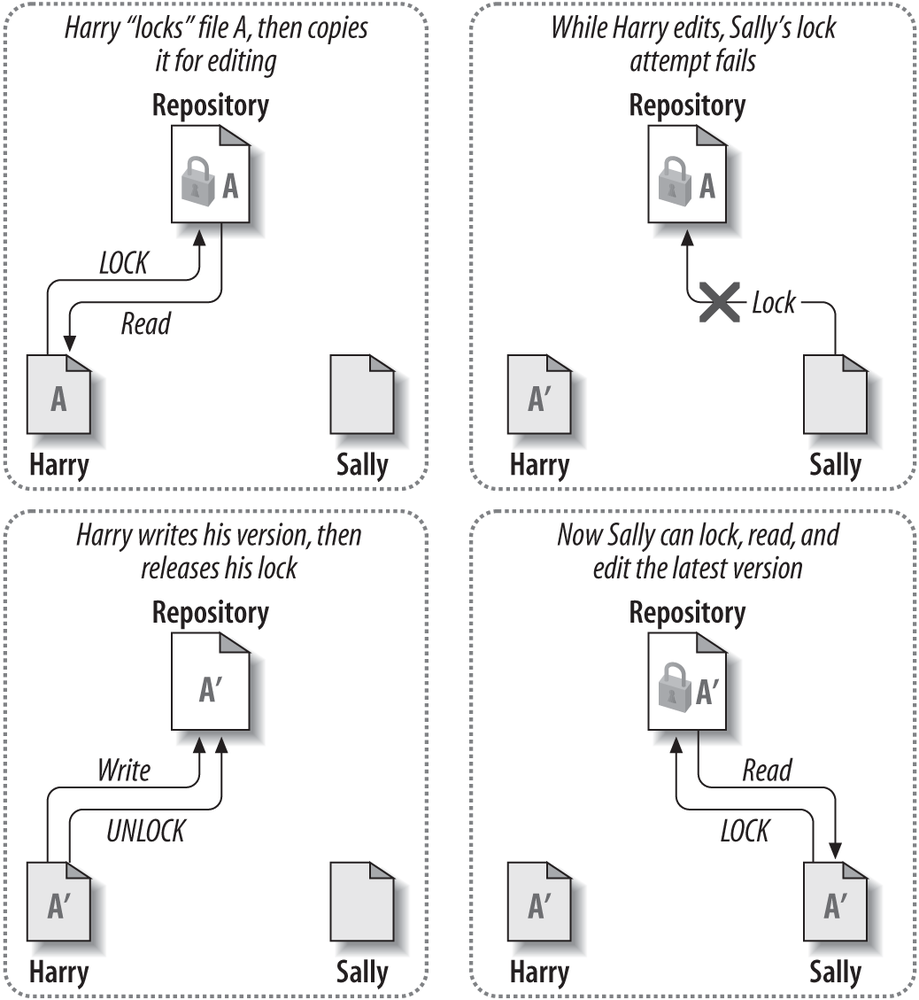 Harry “locks” file A, then copies
it for editing
Repository
A
LOCK
Read
A
Harry
Sally
While Harry edits, Sally’s lock
attempt fails
Repository
A
Lock
A′
Harry
Sally
Harry writes his version, then
releases his lock
Repository
A′
Write
UNLOCK
A′
Harry
Sally
Now Sally can lock, read, and
edit the latest version
Repository
A′
Read
LOCK
A′
Harry
A′
Sally